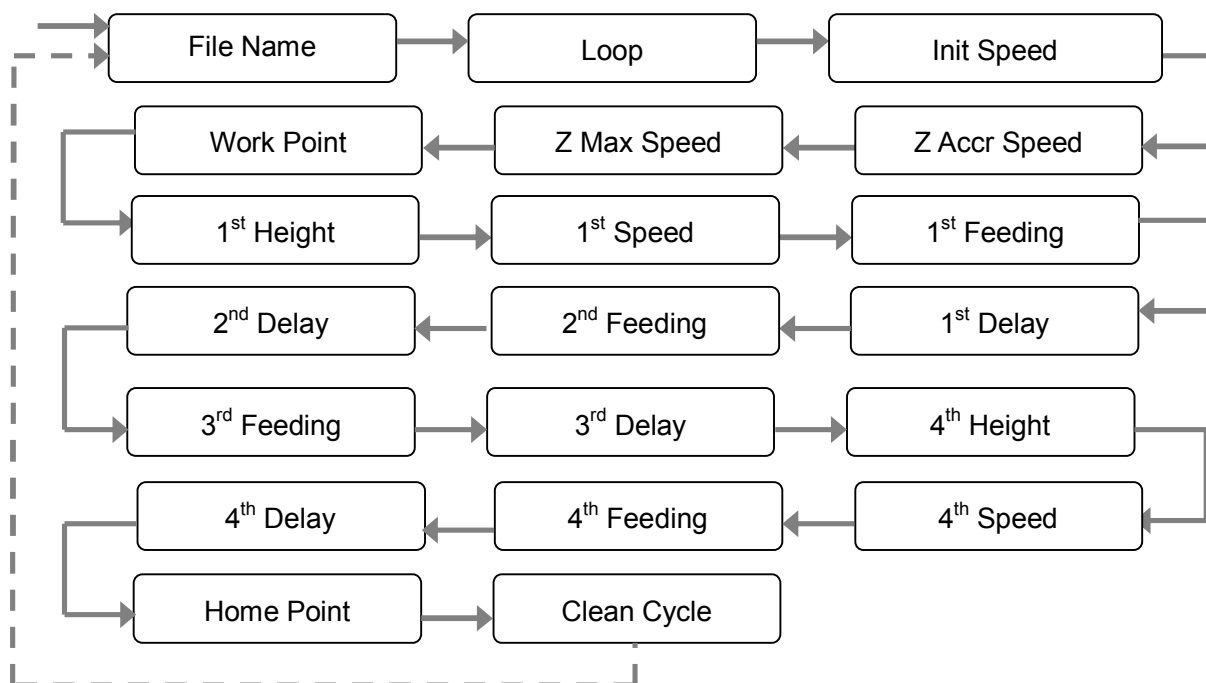 File Name
Loop
Init Speed
Work Point
Z Max Speed
Z Accr Speed
1st Height
1st Speed
1st Feeding
2nd Delay
2nd Feeding
1st Delay
3rd Feeding
3rd Delay
4th Height
4th Delay
4th Feeding
4th Speed
Home Point
Clean Cycle